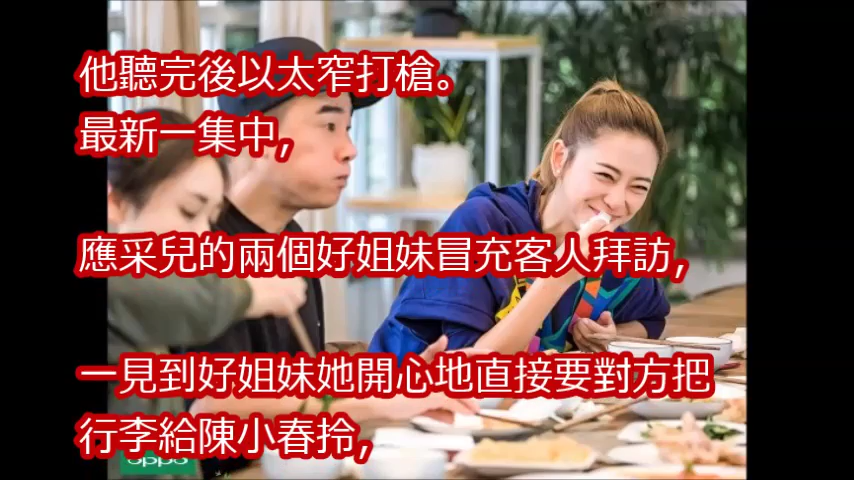 他聽完後以太窄打槍。
最新一集中,
應采兒的兩個好姐妹冒充客人拜訪,
一見到好姐妹她開心地直接要對方把
行李給陳小春拎,
oppo